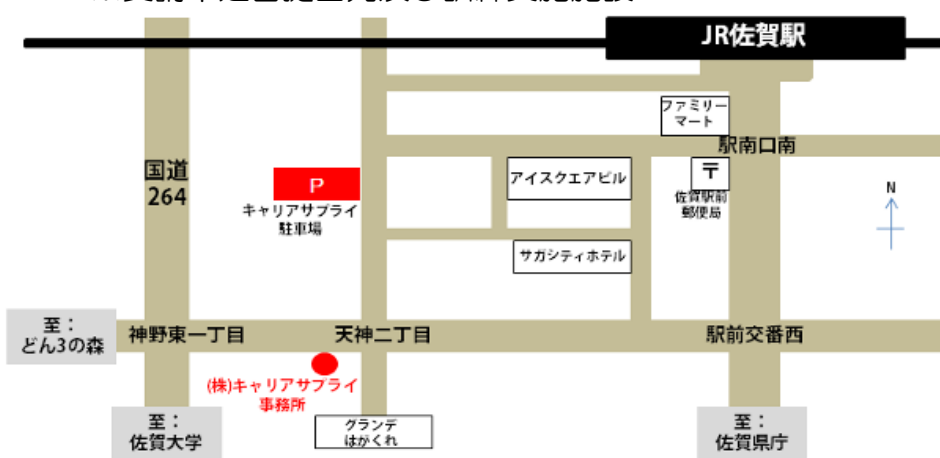 JR佐賀駅
ファミリー
マート
駅南口南
国道
264
P
キャリアサプライ
駐車場
アイスクエアビル
〒
佐賀駅前
郵便局
N
サガシティホテル
至：
どん3の森
神野東一丁目
天神二丁目
駅前交番西
(株)キャリアサプライ
事務所
グランデ
はがくれ
至：
佐賀大学
至：
佐賀県庁